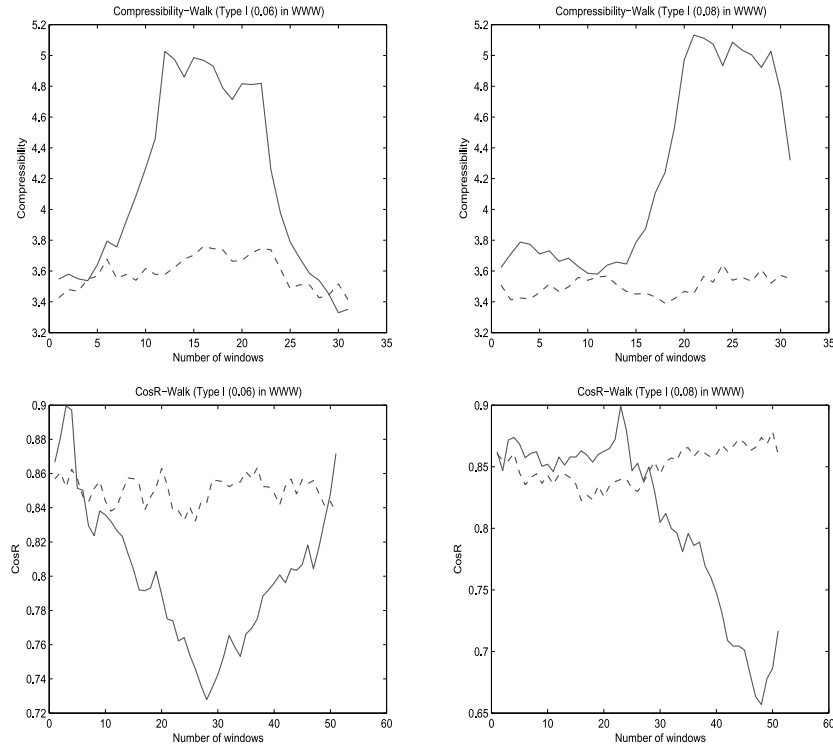 Compressibility-Walk (Type I (0.06) in WWW)
5.2
5
4.8
4.6
4.4
4.2
4
3.8
3.6
3.4
3.2
Compressibility
0 5 10 15 20 25 30 35
Number of windows
Compressibility-Walk (Type I (0.08) in WWW)
5.2
5
4.8
4.6
4.4
4.2
4
3.8
3.6
3.4
3.2
Compressibility
0 5 10 15 20 25 30 35
Number of windows
CosR-Walk (Type I (0.06) in WWW)
0.9
0.88
0.86
0.84
0.82
0.8
0.78
0.76
0.74
0.72
CosR
0 10 20 30 40 50 60
Number of windows
CosR-Walk (Type I (0.08) in WWW)
0.9
0.85
0.8
0.75
0.7
0.65
CosR
0 10 20 30 40 50 60
Number of windows